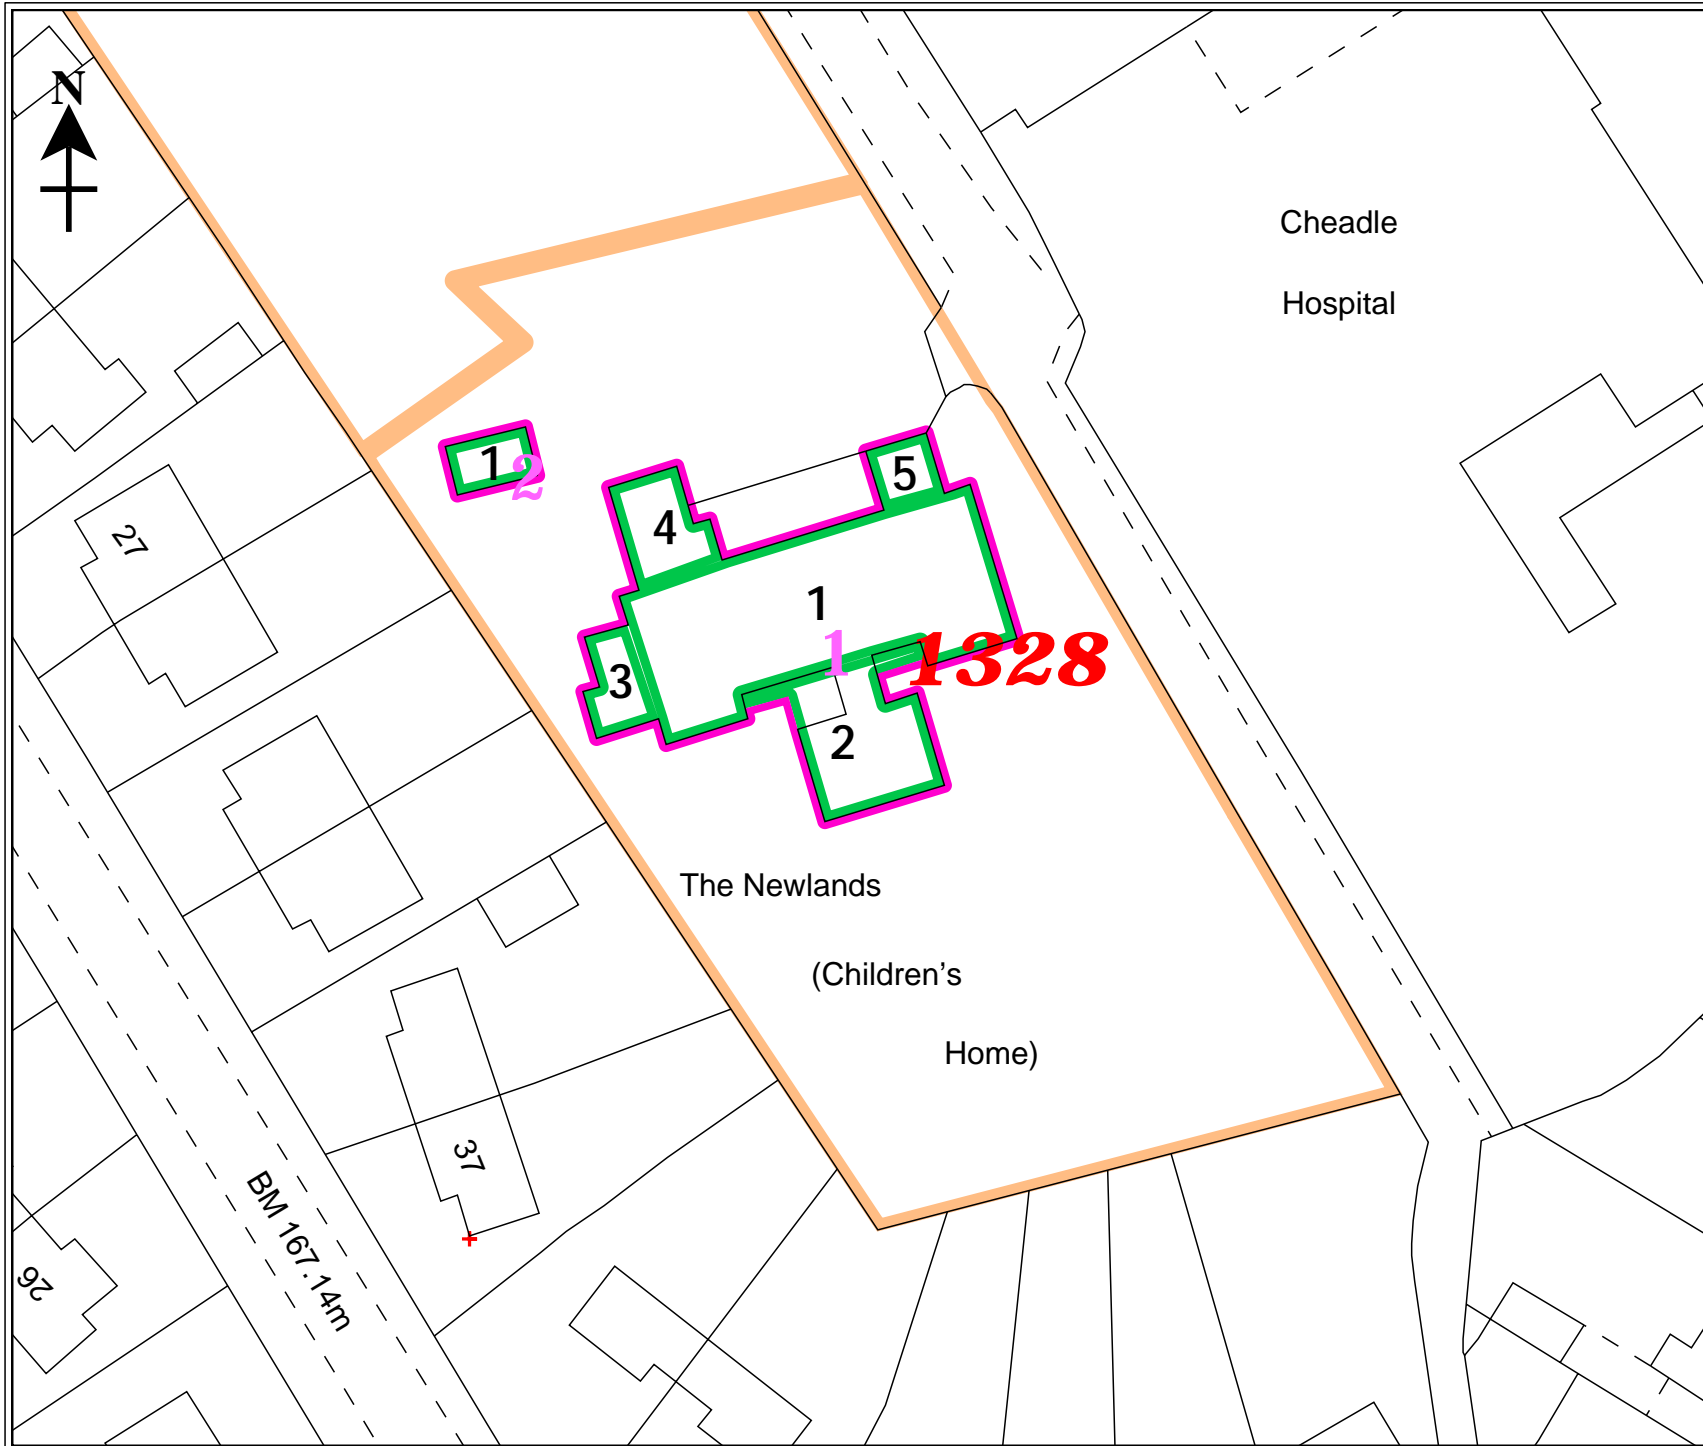 N
Cheadle
Hospital
1
2
5
4
27
1
1
1328
3
2
The Newlands
(Children's
Home)
37
BM 167.14m
26